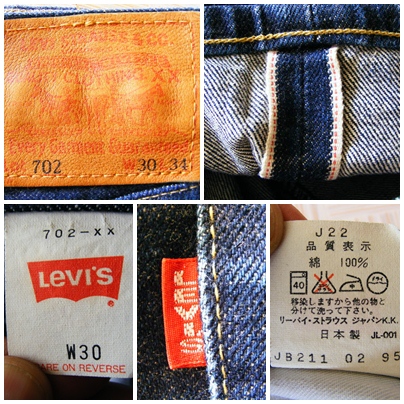 CLOTHING XX
702 W30 34
702-XX
LEVI'S
®
W30
CARE ON REVERSE
LEVI'S
J22
品質表示
綿 100%
40
移染しますから他の物と
分けて洗って下さい。
リーバイ・ストラウス ジャパンK.K.
日本製 JL-001
JB211 02 95